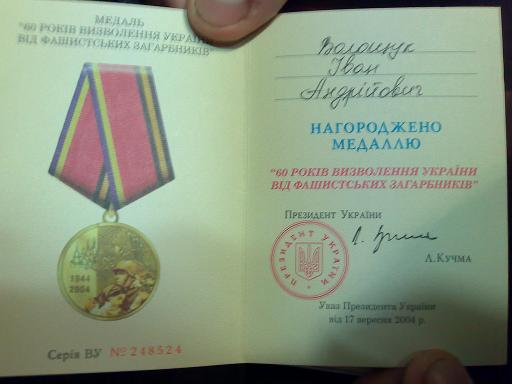 МЕДАЛЬ
"60 РОКІВ ВИЗВОЛЕННЯ УКРАЇНИ
ВІД ФАШИСТСЬКИХ ЗАГАРБНИКІВ"
1944
2004
Серія ВУ № 248524
Волощук
Іван
Андрійович
НАГОРОДЖЕНО
МЕДАЛЛЮ
"60 РОКІВ ВИЗВОЛЕННЯ УКРАЇНИ
ВІД ФАШИСТСЬКИХ ЗАГАРБНИКІВ"
Президент України
ПРЕЗИДЕНТ УКРАЇНИ
Л.Кучма
Указ Президента України
від 17 вересня 2004 р.